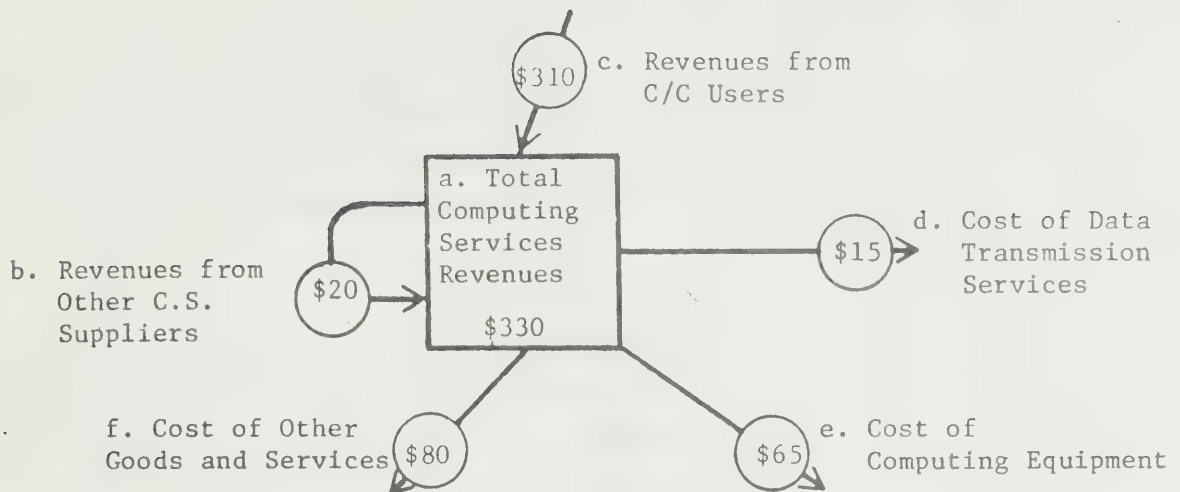 $310
c. Revenues from
C/C Users
a. Total
Computing
Services
Revenues
$330
b. Revenues from
Other C.S.
Suppliers
$20
$15
d. Cost of Data
Transmission
Services
f. Cost of Other
Goods and Services
$80
$65
e. Cost of
Computing Equipment